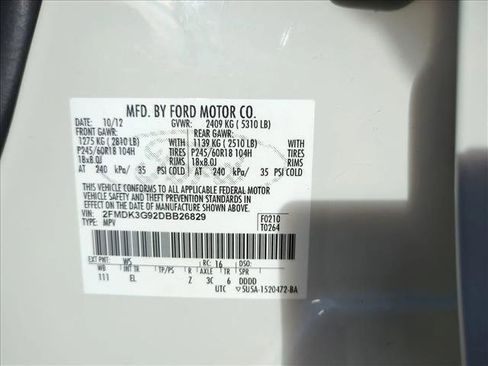 MFD. BY FORD MOTOR CO.
DATE: 10/12 GVWR: 2409 KG ( 5310 LB)
FRONT GAWR: REAR GAWR:
1275 KG ( 2810 LB) 1139 KG ( 2510 LB)
P245/60R18 104H TIRES P245/60R18 104H TIRES
18x8.0J RIMS 18x8.0J RIMS
AT 240 kPa/ 35 PSI COLD AT 240 kPa/ 35 PSI COLD
THIS VEHICLE CONFORMS TO ALL APPLICABLE FEDERAL MOTOR
VEHICLE SAFETY AND THEFT PREVENTION STANDARDS IN EFFECT ON
THE DATE OF MANUFACTURE SHOWN ABOVE.
VIN: 2FMDK3G92DBB26829 F0210
TYPE: MPV T0264
EXT PNT: WS RC: 16 DSO:
WB INT TR TP/PS R AXLE TR SPR
111 EL Z 3C 6 DDDD
UTC 5USA-1520472-BA